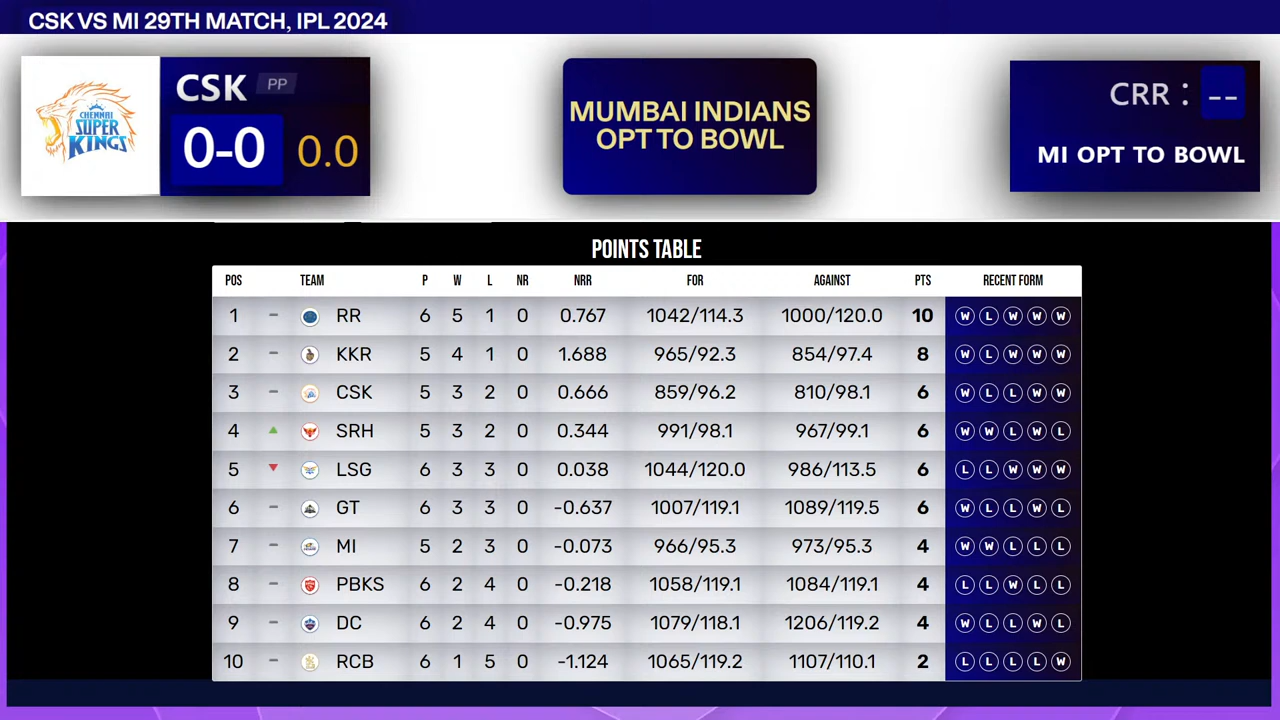 CSK VS MI 29TH MATCH, IPL 2024
CHENNAI
SUPER
KINGS
CSK PP
0-0 0.0
MUMBAI INDIANS
OPT TO BOWL
CRR : --
MI OPT TO BOWL
POINTS TABLE
POS TEAM P W L NR NRR FOR AGAINST PTS RECENT FORM
1 – RR 6 5 1 0 0.767 1042/114.3 1000/120.0 10 W L W W W
2 – KKR 5 4 1 0 1.688 965/92.3 854/97.4 8 W L W W W
3 – CSK 5 3 2 0 0.666 859/96.2 810/98.1 6 W L L W W
4 SRH 5 3 2 0 0.344 991/98.1 967/99.1 6 W W L W L
5 LSG 6 3 3 0 0.038 1044/120.0 986/113.5 6 L L W W W
6 – GT 6 3 3 0 -0.637 1007/119.1 1089/119.5 6 W L L W L
7 – MI 5 2 3 0 -0.073 966/95.3 973/95.3 4 W W L L L
8 – PBKS 6 2 4 0 -0.218 1058/119.1 1084/119.1 4 L L W L L
9 – DC 6 2 4 0 -0.975 1079/118.1 1206/119.2 4 W L L W L
10 – RCB 6 1 5 0 -1.124 1065/119.2 1107/110.1 2 L L L L W